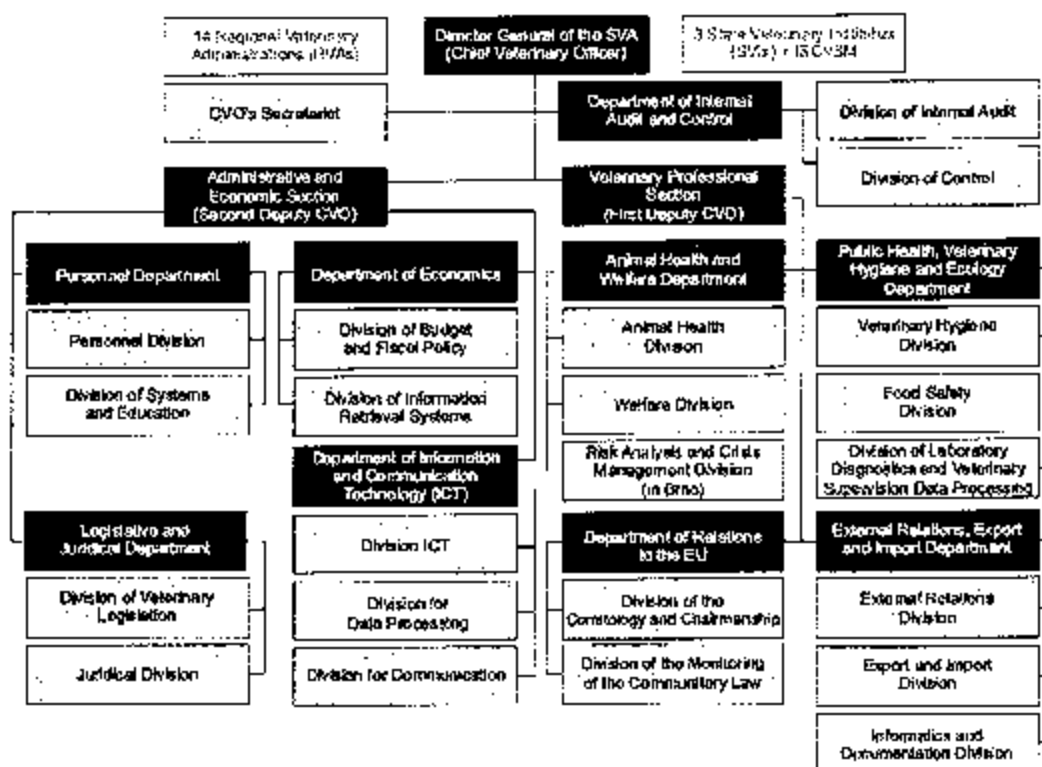 14 Regional Veterinary
Administrations (RVAs)
Director General of the SVA
(Chief Veterinary Officer)
3 State Veterinary Institutes
(SVIs) +
CVO's Secretariat
Department of Internal
Audit and Control
Division of Internal Audit
Division of Control
Administrative and
Economic Section
(Second Deputy CVO)
Veterinary Professional
Section
(First Deputy CVO)
Personnel Department
Personnel Division
Division of Systems
and Education
Department of Economics
Division of Budget
and Fiscal Policy
Division of Information
Retrieval Systems
Department of Information
and Communication
Technology (ICT)
Division ICT
Division for
Data Processing
Division for Communication
Legislative and
Juridical Department
Division of Veterinary
Legislation
Juridical Division
Animal Health and
Welfare Department
Animal Health
Division
Welfare Division
Risk Analysis and Crisis
Management Division
(in Brno)
Department of Relations
to the EU
Division of the
Comitology and Chairmanship
Division of the Monitoring
of the Communitory Law
Public Health, Veterinary
Hygiene and Ecology
Department
Veterinary Hygiene
Division
Food Safety
Division
Division of Laboratory
Diagnostics and Veterinary
Supervision Data Processing
External Relations, Export
and Import Department
External Relations
Division
Export and Import
Division
Informatics and
Documentation Division